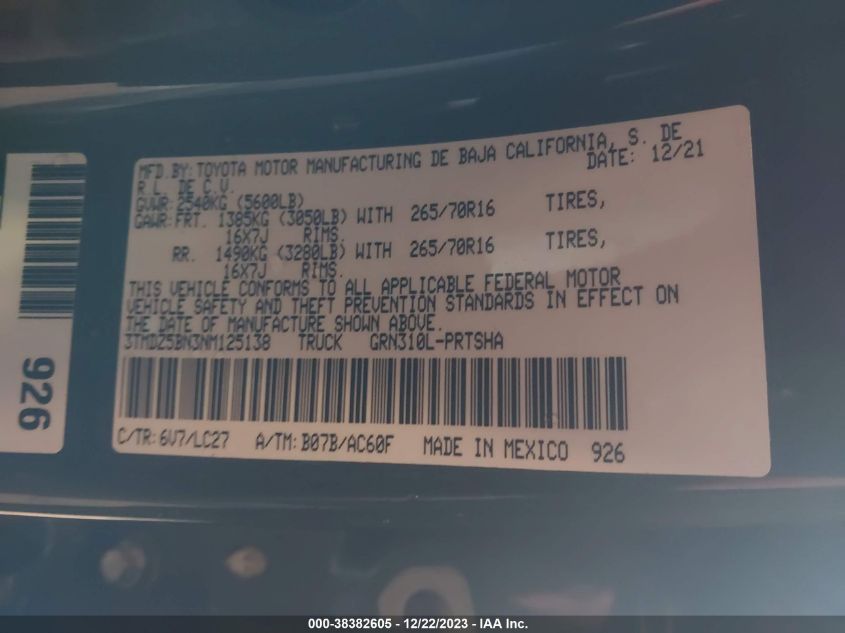 MFD BY: TOYOTA MOTOR MANUFACTURING DE BAJA CALIFORNIA, S. DE
R.L. DE C.V. DATE: 12/21
GVWR: 2540KG (5600LB)
GAWR: FRT. 1385KG (3050LB) WITH 265/70R16 TIRES,
16X7J RIMS.
RR. 1490KG (3280LB) WITH 265/70R16 TIRES,
16X7J RIMS.
THIS VEHICLE CONFORMS TO ALL APPLICABLE FEDERAL MOTOR
VEHICLE SAFETY AND THEFT PREVENTION STANDARDS IN EFFECT ON
THE DATE OF MANUFACTURE SHOWN ABOVE.
3TMDZ5BN3NM125138 TRUCK GRN310L-PRTSHA
C/TR: 6V7/LC27 A/TM: B07B/AC60F MADE IN MEXICO 926
926
000-38382605 - 12/22/2023 - IAA Inc.